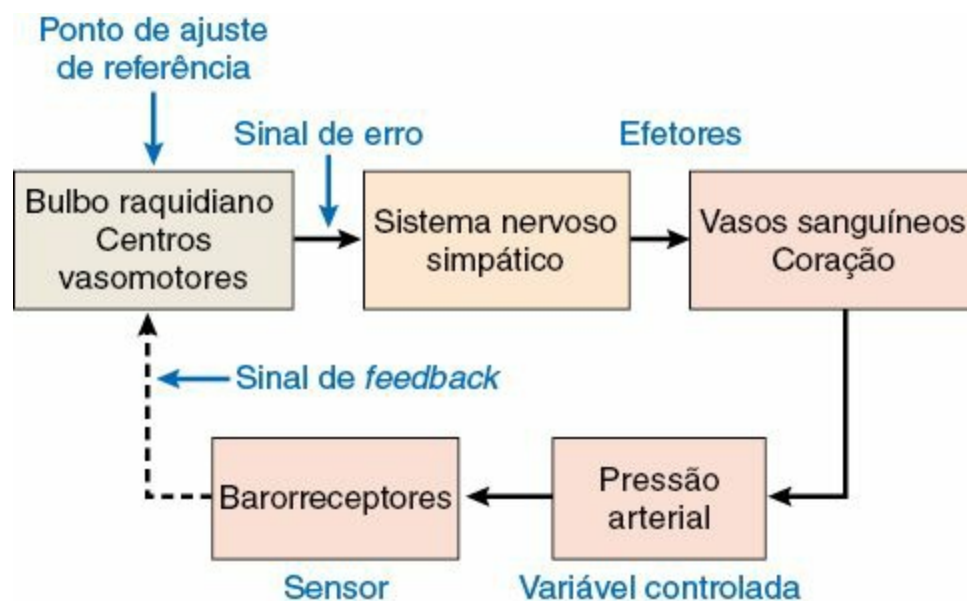 Ponto de ajuste
de referência
Sinal de erro
Efetores
Bulbo raquidiano
Centros
vasomotores
Sistema nervoso
simpático
Vasos sanguíneos
Coração
Sinal de feedback
Barorreceptores
Pressão
arterial
Sensor
Variável controlada